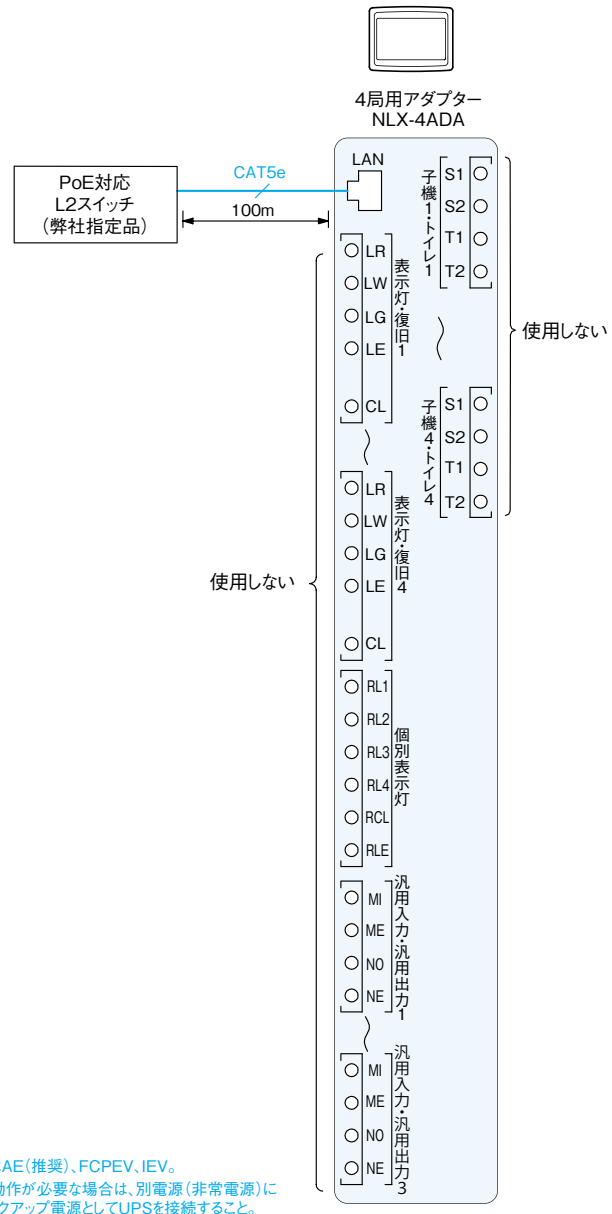 4局用アダプター
NLX-4ADA
PoE対応
L2スイッチ
(弊社指定品)
CAT5e
100m
LAN
子機1・トイレ1
S1
S2
T1
T2
使用しない
表示灯・復旧1
LR
LW
LG
LE
CL
子機4・トイレ4
S1
S2
T1
T2
表示灯・復旧4
LR
LW
LG
LE
CL
使用しない
個別表示灯
RL1
RL2
RL3
RL4
RCL
RLE
汎用入力・汎用出力1
MI
ME
NO
NE
汎用入力・汎用出力3
MI
ME
NO
NE
AE(推奨)、FCPEV、IEV。
動作が必要な場合は、別電源(非常電源)に
クアップ電源としてUPSを接続すること。